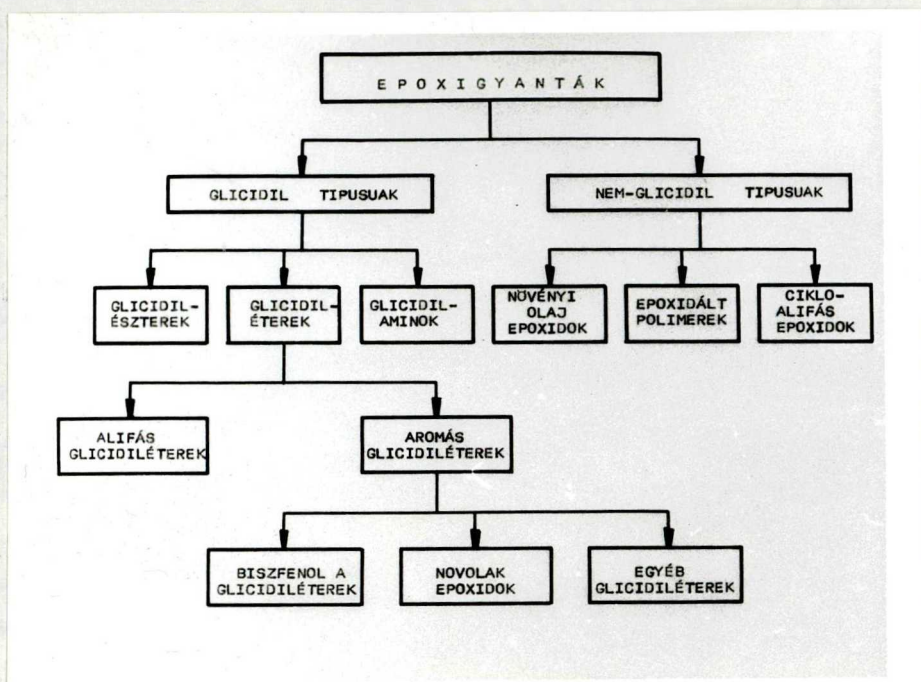 EPOXIGYANTÁK
GLICIDIL TIPUSUAK
NEM-GLICIDIL TIPUSUAK
GLICIDIL-
ÉSZTEREK
GLICIDIL-
ÉTEREK
GLICIDIL-
AMINOK
NÖVÉNYI
OLAJ
EPOXIDOK
EPOXIDÁLT
POLIMEREK
CIKLO-
ALIFÁS
EPOXIDOK
ALIFÁS
GLICIDILÉTEREK
AROMÁS
GLICIDILÉTEREK
BISZFENOL A
GLICIDILÉTEREK
NOVOLAK
EPOXIDOK
EGYÉB
GLICIDILÉTEREK